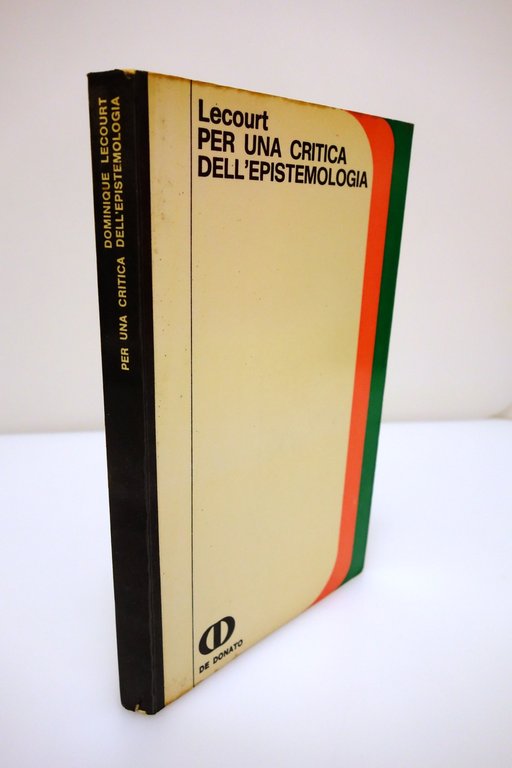 DOMINIQUE LECOURT
PER UNA CRITICA DELL'EPISTEMOLOGIA
Lecourt
PER UNA CRITICA
DELL'EPISTEMOLOGIA
DE DONATO